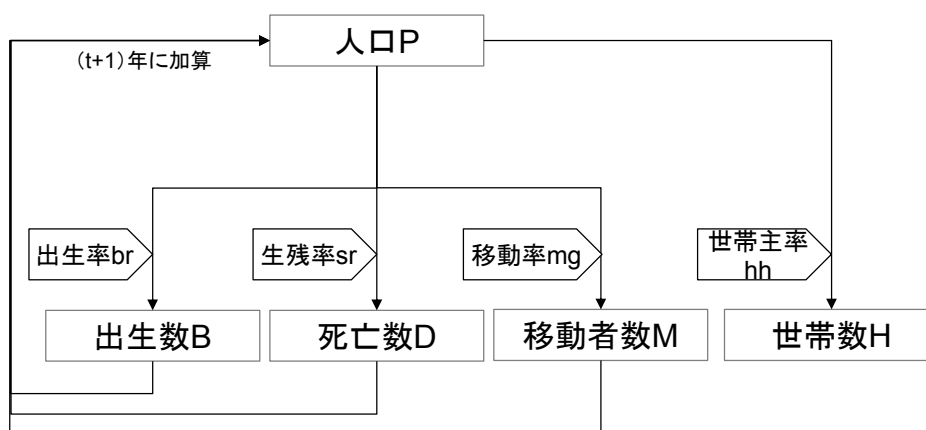 人口P
(t+1)年に加算
出生率br
生残率sr
移動率mg
世帯主率
hh
出生数B
死亡数D
移動者数M
世帯数H